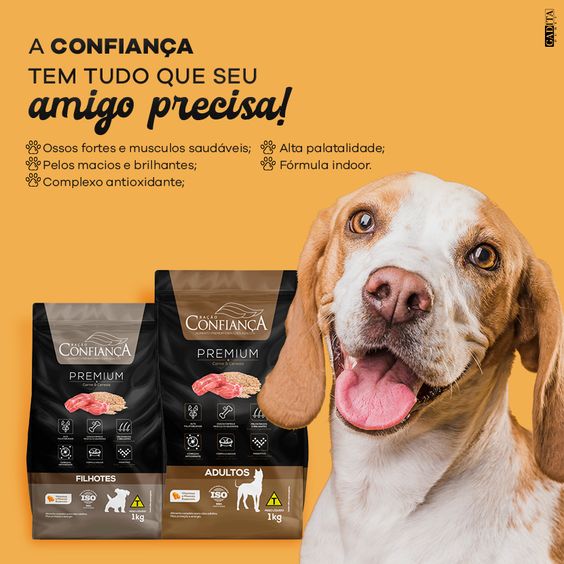 GADITA
A CONFIANÇA
TEM TUDO QUE SEU
amigo precisa!
Ossos fortes e musculos saudáveis;
Pelos macios e brilhantes;
Complexo antioxidante;
Alta palatalidade;
Fórmula indoor.
RAÇÃO
CONFIANÇA
PREMIUM
Carne & Cereais
FILHOTES
ISO
1kg
RAÇÃO
CONFIANÇA
PREMIUM
Carne & Cereais
ADULTOS
ISO
1kg